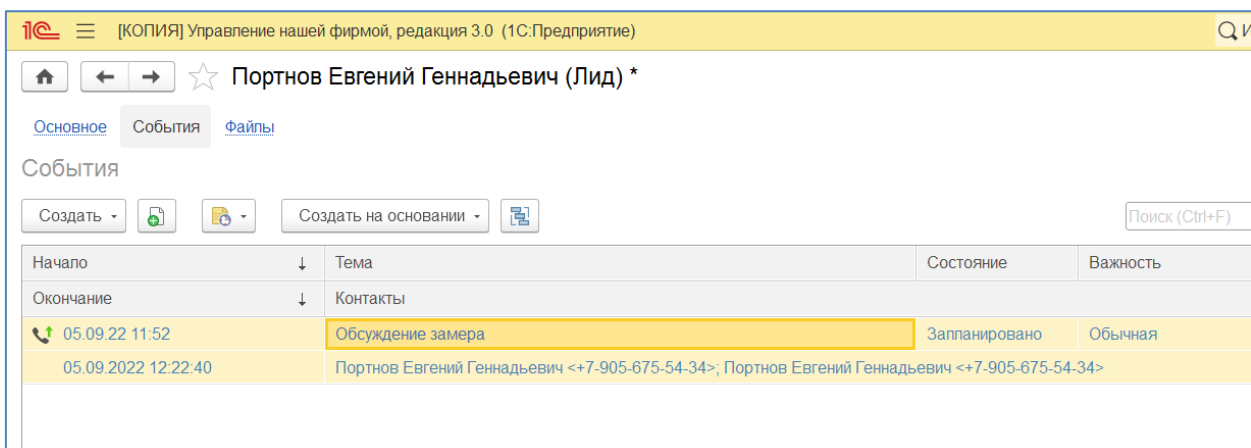 1С [КОПИЯ] Управление нашей фирмой, редакция 3.0 (1С:Предприятие)
Портнов Евгений Геннадьевич (Лид) *
Основное События Файлы
События
Создать Создать на основании Поиск (Ctrl+F)
Начало ↓ Тема Состояние Важность
Окончание ↓ Контакты
05.09.22 11:52 Обсуждение замера Запланировано Обычная
05.09.2022 12:22:40 Портнов Евгений Геннадьевич <+7-905-675-54-34>; Портнов Евгений Геннадьевич <+7-905-675-54-34>